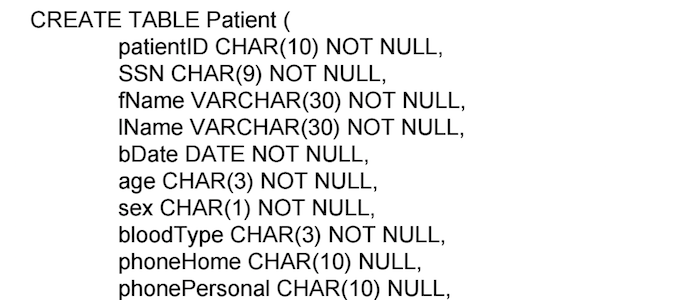 CREATE TABLE Patient (
patientID CHAR(10) NOT NULL,
SSN CHAR(9) NOT NULL,
fName VARCHAR(30) NOT NULL,
lName VARCHAR(30) NOT NULL,
bDate DATE NOT NULL,
age CHAR(3) NOT NULL,
sex CHAR(1) NOT NULL,
bloodType CHAR(3) NOT NULL,
phoneHome CHAR(10) NULL,
phonePersonal CHAR(10) NULL,